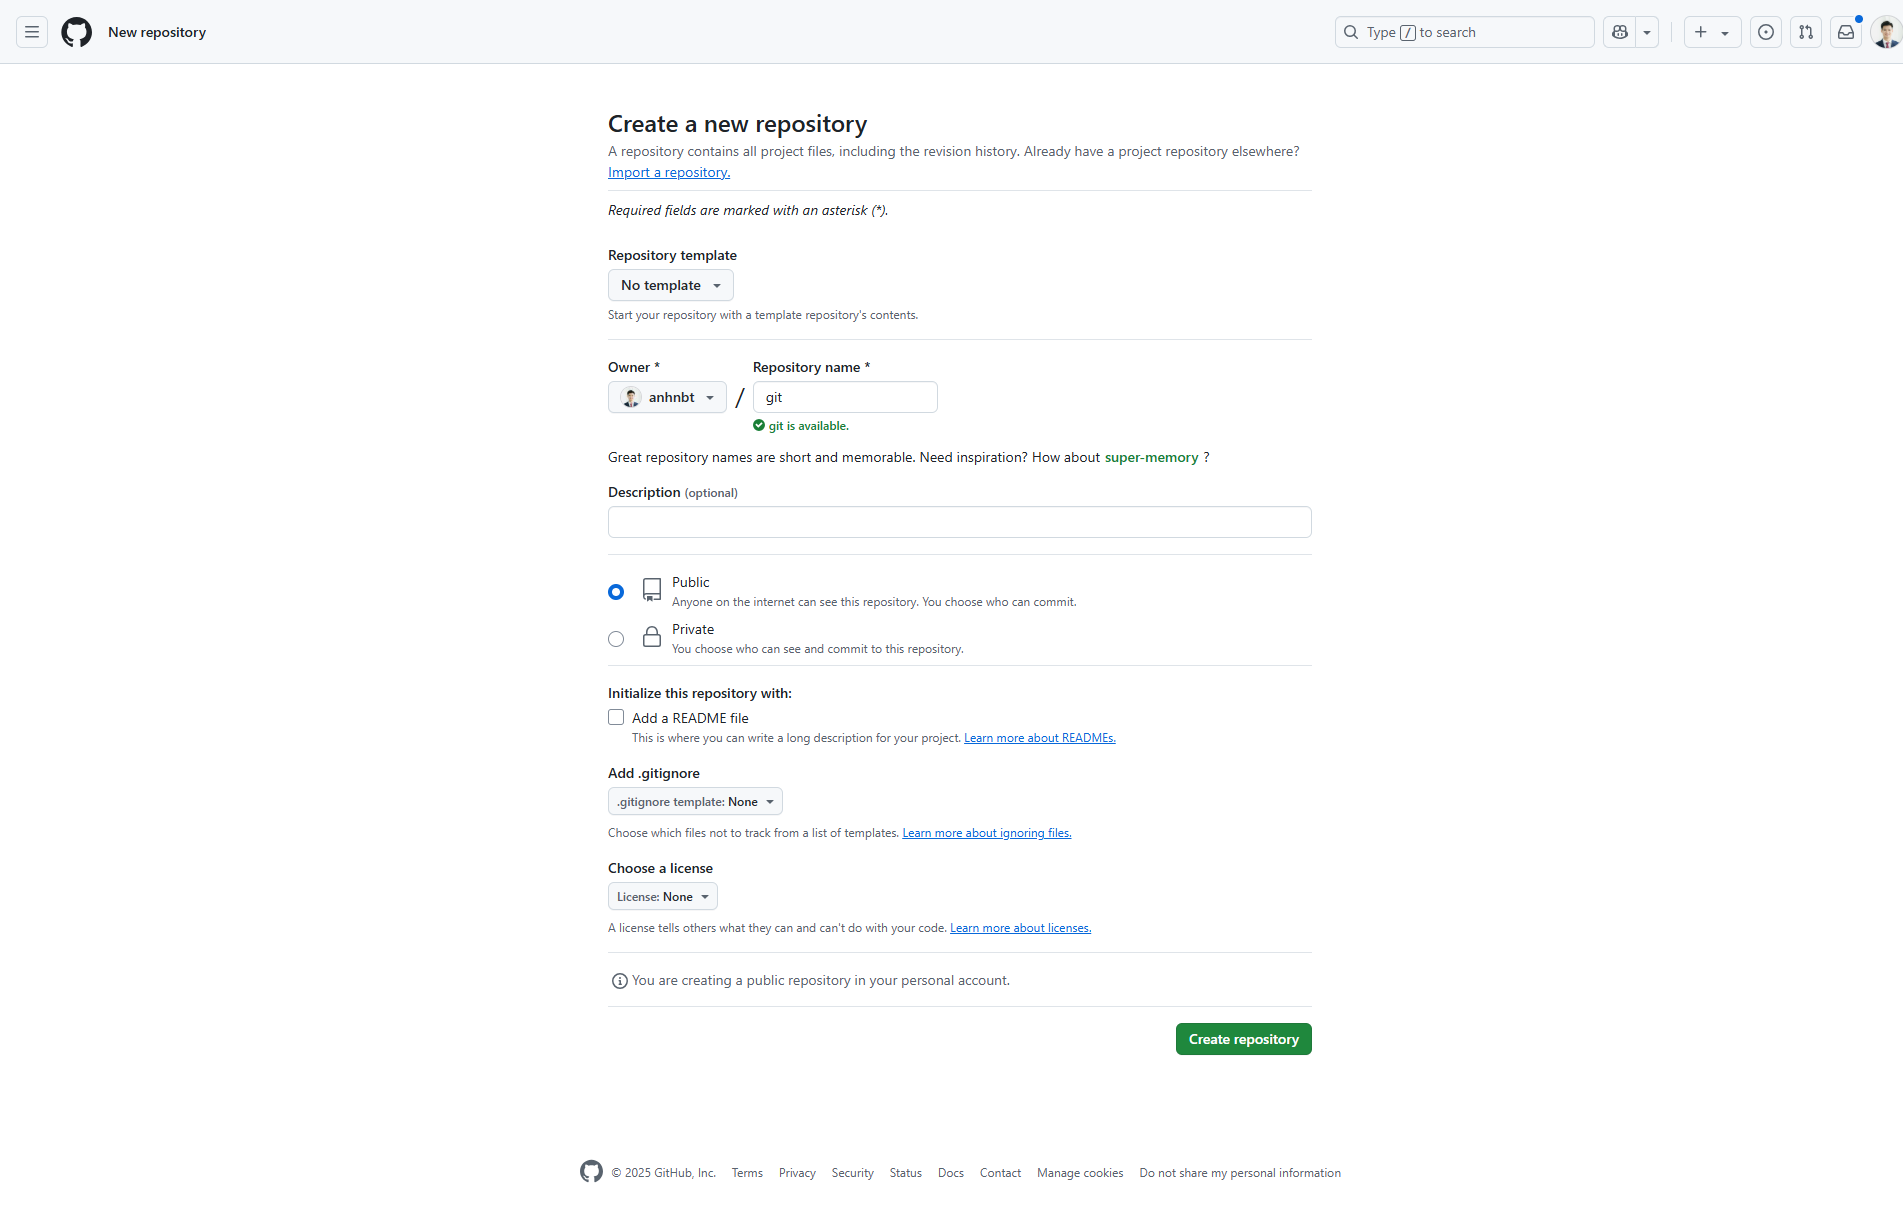 New repository
Type / to search
Create a new repository
A repository contains all project files, including the revision history. Already have a project repository elsewhere?
Import a repository.
Required fields are marked with an asterisk (*).
Repository template
No template
Start your repository with a template repository's contents.
Owner * Repository name *
anhnbt / git
git is available.
Great repository names are short and memorable. Need inspiration? How about super-memory ?
Description (optional)
Public
Anyone on the internet can see this repository. You choose who can commit.
Private
You choose who can see and commit to this repository.
Initialize this repository with:
Add a README file
This is where you can write a long description for your project. Learn more about READMEs.
Add .gitignore
.gitignore template: None
Choose which files not to track from a list of templates. Learn more about ignoring files.
Choose a license
License: None
A license tells others what they can and can't do with your code. Learn more about licenses.
You are creating a public repository in your personal account.
Create repository
© 2025 GitHub, Inc. Terms Privacy Security Status Docs Contact Manage cookies Do not share my personal information